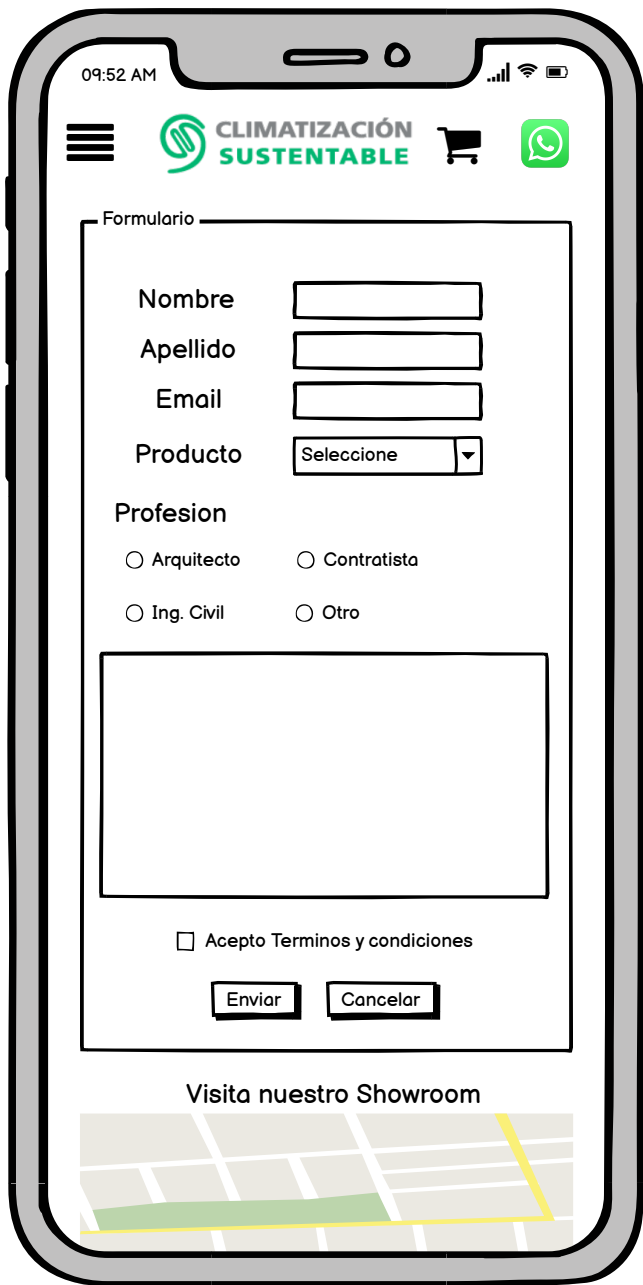 09:52 AM
CLIMATIZACIÓN
SUSTENTABLE
Formulario
Nombre
Apellido
Email
Producto
Seleccione
Profesion
Arquitecto
Contratista
Ing. Civil
Otro
Acepto Terminos y condiciones
Enviar
Cancelar
Visita nuestro Showroom